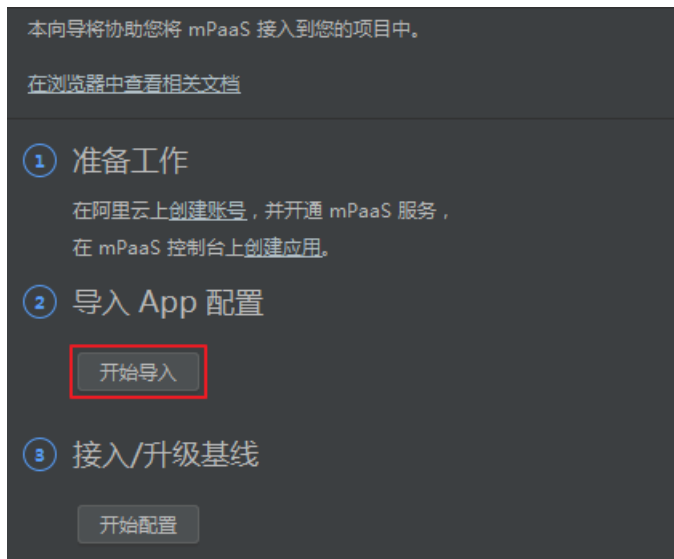 本向导将协助您将 mPaaS 接入到您的项目中。
在浏览器中查看相关文档
1 准备工作
在阿里云上创建账号，并开通 mPaaS 服务，
在 mPaaS 控制台上创建应用。
2 导入 App 配置
开始导入
3 接入/升级基线
开始配置